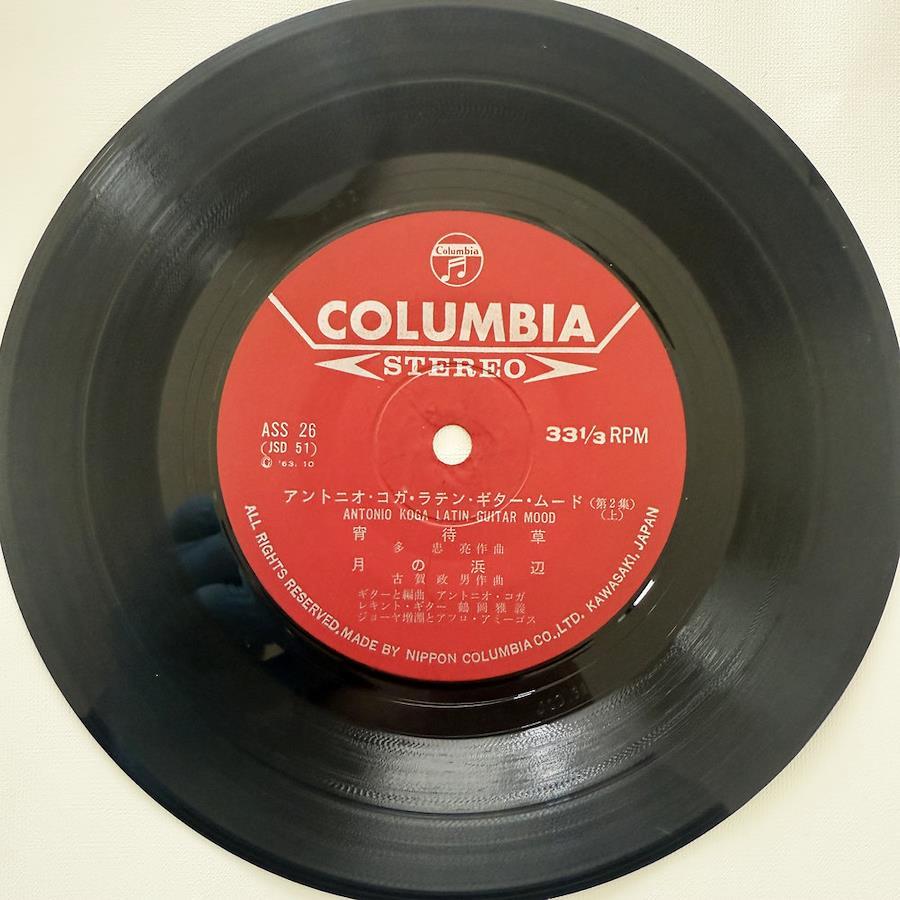 Columbia
COLUMBIA
STEREO
ASS 26
(JSD 51)
Ⓟ '63. 10
33 1/3 RPM
アントニオ・コガ・ラテン・ギター・ムード (第2集)
(上)
ANTONIO KOGA LATIN GUITAR MOOD
宵待草
多 忠亮作曲
月の浜辺
古賀政男作曲
ギターと編曲 アントニオ・コガ
レキント・ギター 鶴岡雅義
ジョーヤ増淵とアフロ・アミーゴス
ALL RIGHTS RESERVED. MADE BY NIPPON COLUMBIA CO., LTD. KAWASAKI, JAPAN